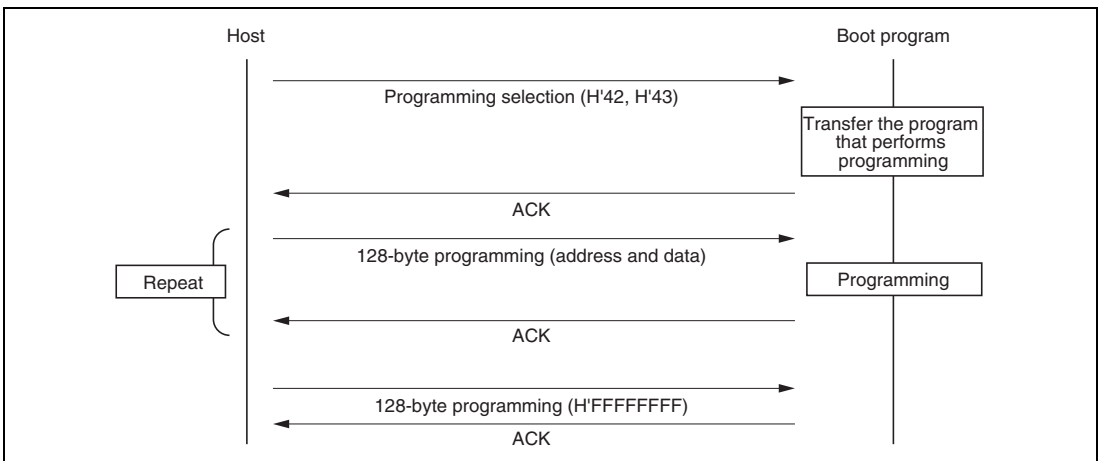 Host
Boot program
Programming selection (H'42, H'43)
Transfer the program
that performs
programming
ACK
128-byte programming (address and data)
Repeat
Programming
ACK
128-byte programming (H'FFFFFFFF)
ACK